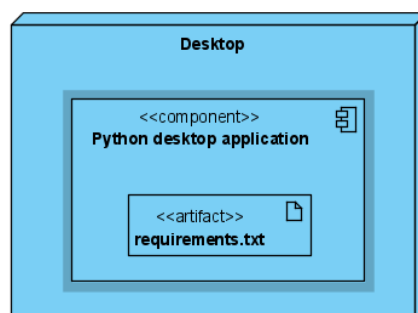 Desktop
<<component>>
Python desktop application
<<artifact>>
requirements.txt